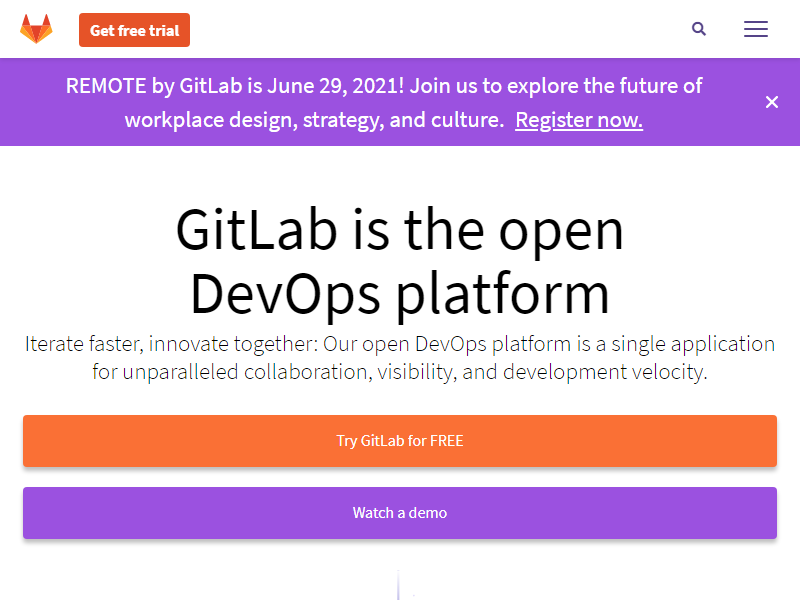 Get free trial
REMOTE by GitLab is June 29, 2021! Join us to explore the future of
workplace design, strategy, and culture. Register now.
GitLab is the open
DevOps platform
Iterate faster, innovate together: Our open DevOps platform is a single application
for unparalleled collaboration, visibility, and development velocity.
Try GitLab for FREE
Watch a demo